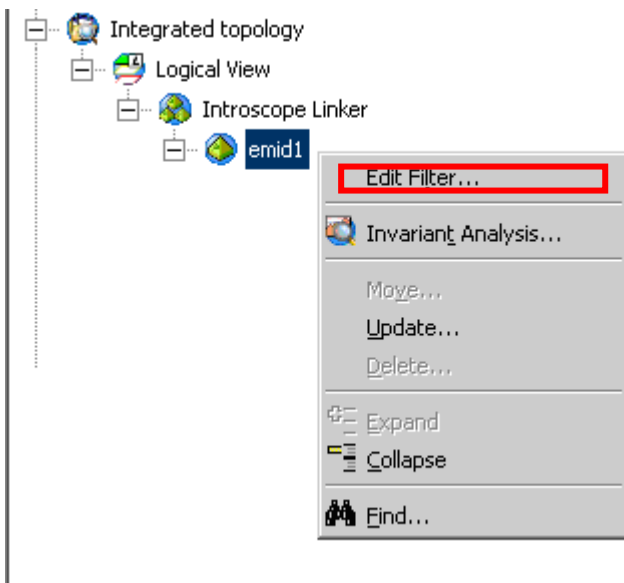 Integrated topology
Logical View
Introscope Linker
emid1
Edit Filter...
Invariant Analysis...
Move...
Update...
Delete...
Expand
Collapse
Find...